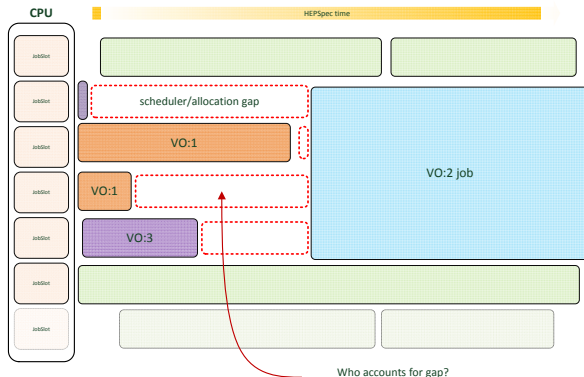 CPU
HEPSpec time
JobSlot
JobSlot
scheduler/allocation gap
JobSlot
VO:1
VO:2 job
JobSlot
VO:1
JobSlot
VO:3
JobSlot
JobSlot
Who accounts for gap?